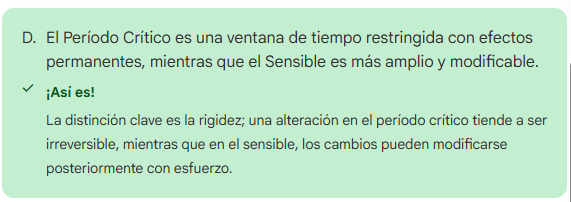 D. El Período Crítico es una ventana de tiempo restringida con efectos
permanentes, mientras que el Sensible es más amplio y modificable.
¡Así es!
La distinción clave es la rigidez; una alteración en el período crítico tiende a ser
irreversible, mientras que en el sensible, los cambios pueden modificarse
posteriormente con esfuerzo.